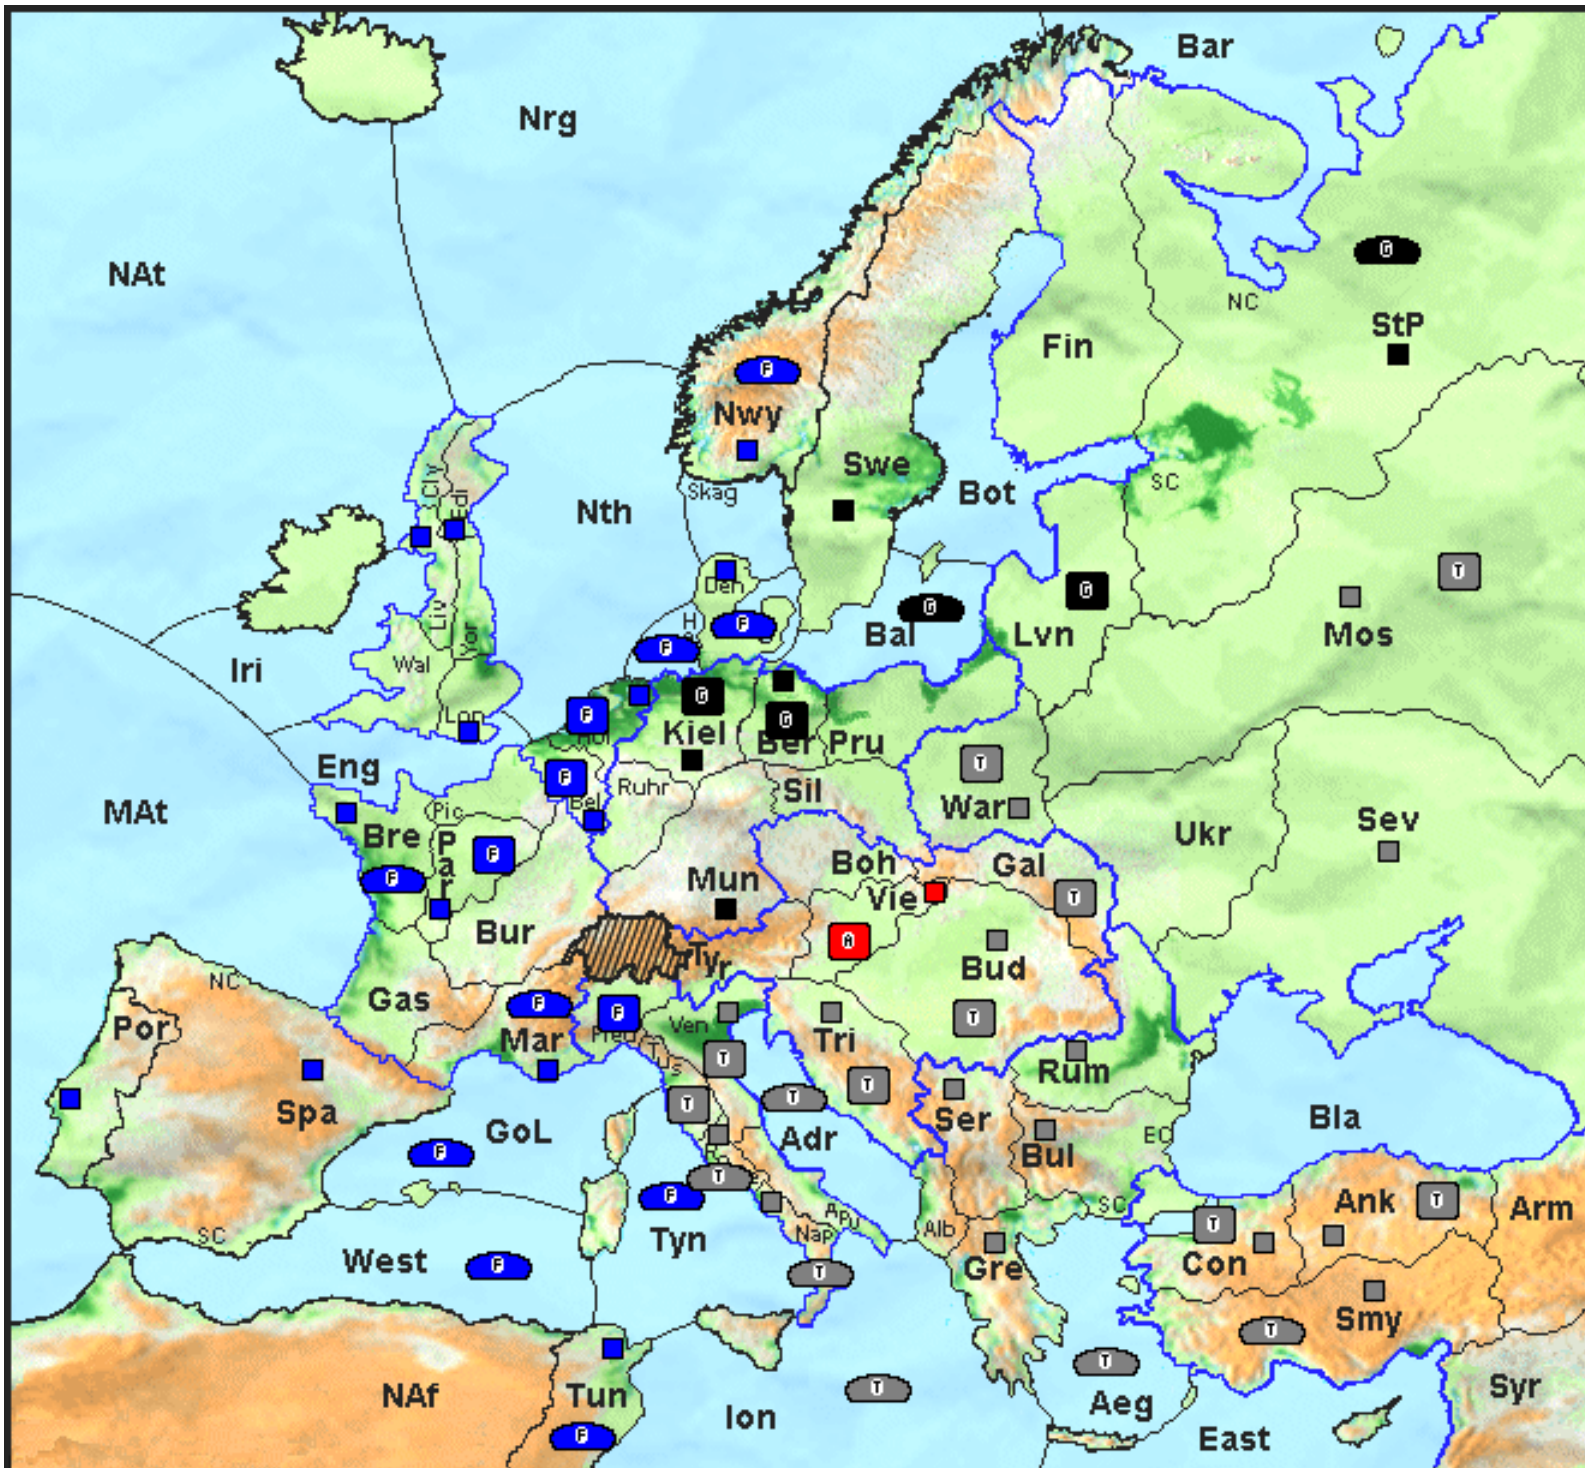 Bar
Nrg
NAt
G
NC
StP
Fin
F
Nwy
Swe
Cly
Edi
Skag
Bot
SC
Nth
T
Den
G
G
H
F
Bal
Lvn
Mos
Liv
Yor
Wal
Iri
F
G
F
Lon
Hol
Kiel
G
Ber
Pru
Eng
F
Bel
Ruhr
Sil
T
War
MAt
Pic
Bre
Par
F
Ukr
Sev
F
Mun
Boh
Vie
Gal
T
Bur
A
Bud
Tyr
NC
Gas
F
F
Por
Mar
Pied
Ven
Tri
T
Rum
Spa
Tus
T
T
T
T
Ser
GoL
Adr
Bla
F
Bul
EC
F
T
Tyn
SC
West
Apu
Nap
Alb
SC
T
Ank
T
Arm
Con
Gre
F
T
Smy
T
NAf
Tun
T
T
Aeg
Syr
Ion
F
East